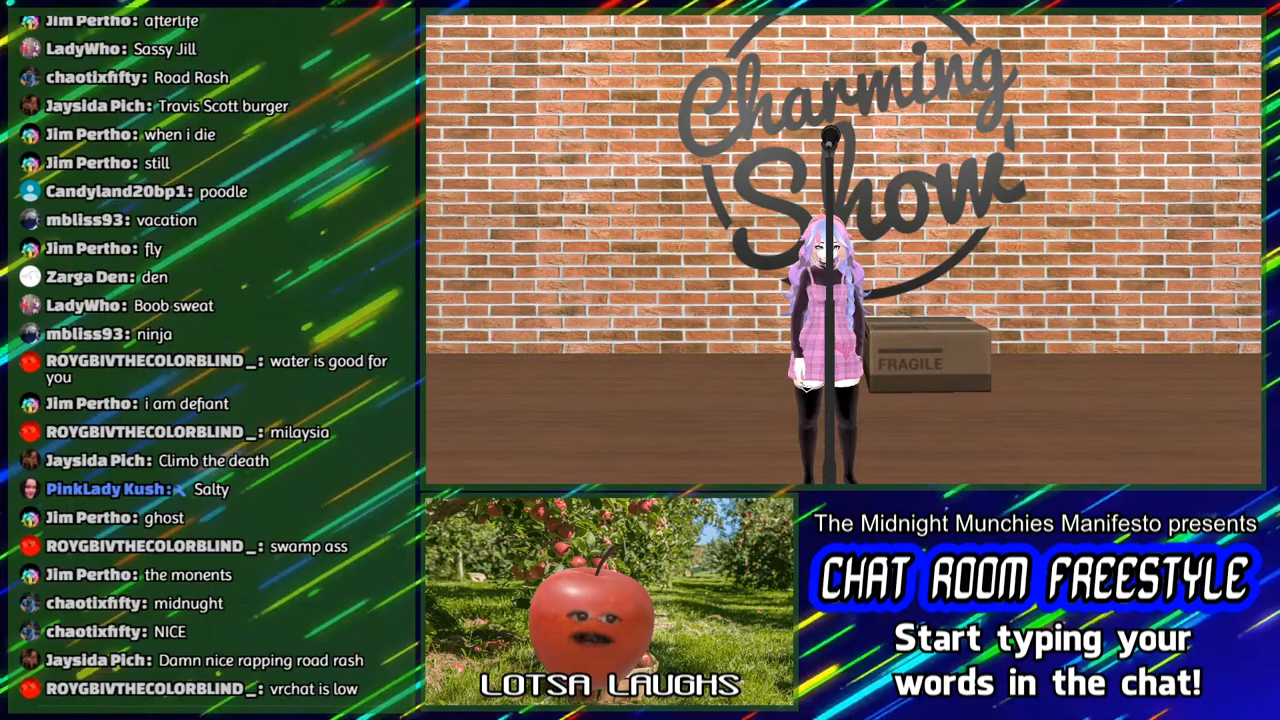 Jim Pertho: afterlife
LadyWho: Sassy Jill
chaotixfifty: Road Rash
Jaysida Pich: Travis Scott burger
Jim Pertho: when i die
Jim Pertho: still
Candyland20bp1: poodle
mbliss93: vacation
Jim Pertho: fly
Zarga Den: den
LadyWho: Boob sweat
mbliss93: ninja
ROYGBIVTHECOLORBLIND_: water is good for
you
Jim Pertho: i am defiant
ROYGBIVTHECOLORBLIND_: milaysia
Jaysida Pich: Climb the death
PinkLady Kush: Salty
Jim Pertho: ghost
ROYGBIVTHECOLORBLIND_: swamp ass
Jim Pertho: the monents
chaotixfifty: midnught
chaotixfifty: NICE
Jaysida Pich: Damn nice rapping road rash
ROYGBIVTHECOLORBLIND_: vrchat is low
Charming
Show
FRAGILE
LOTSA LAUGHS
The Midnight Munchies Manifesto presents
CHAT ROOM FREESTYLE
Start typing your
words in the chat!